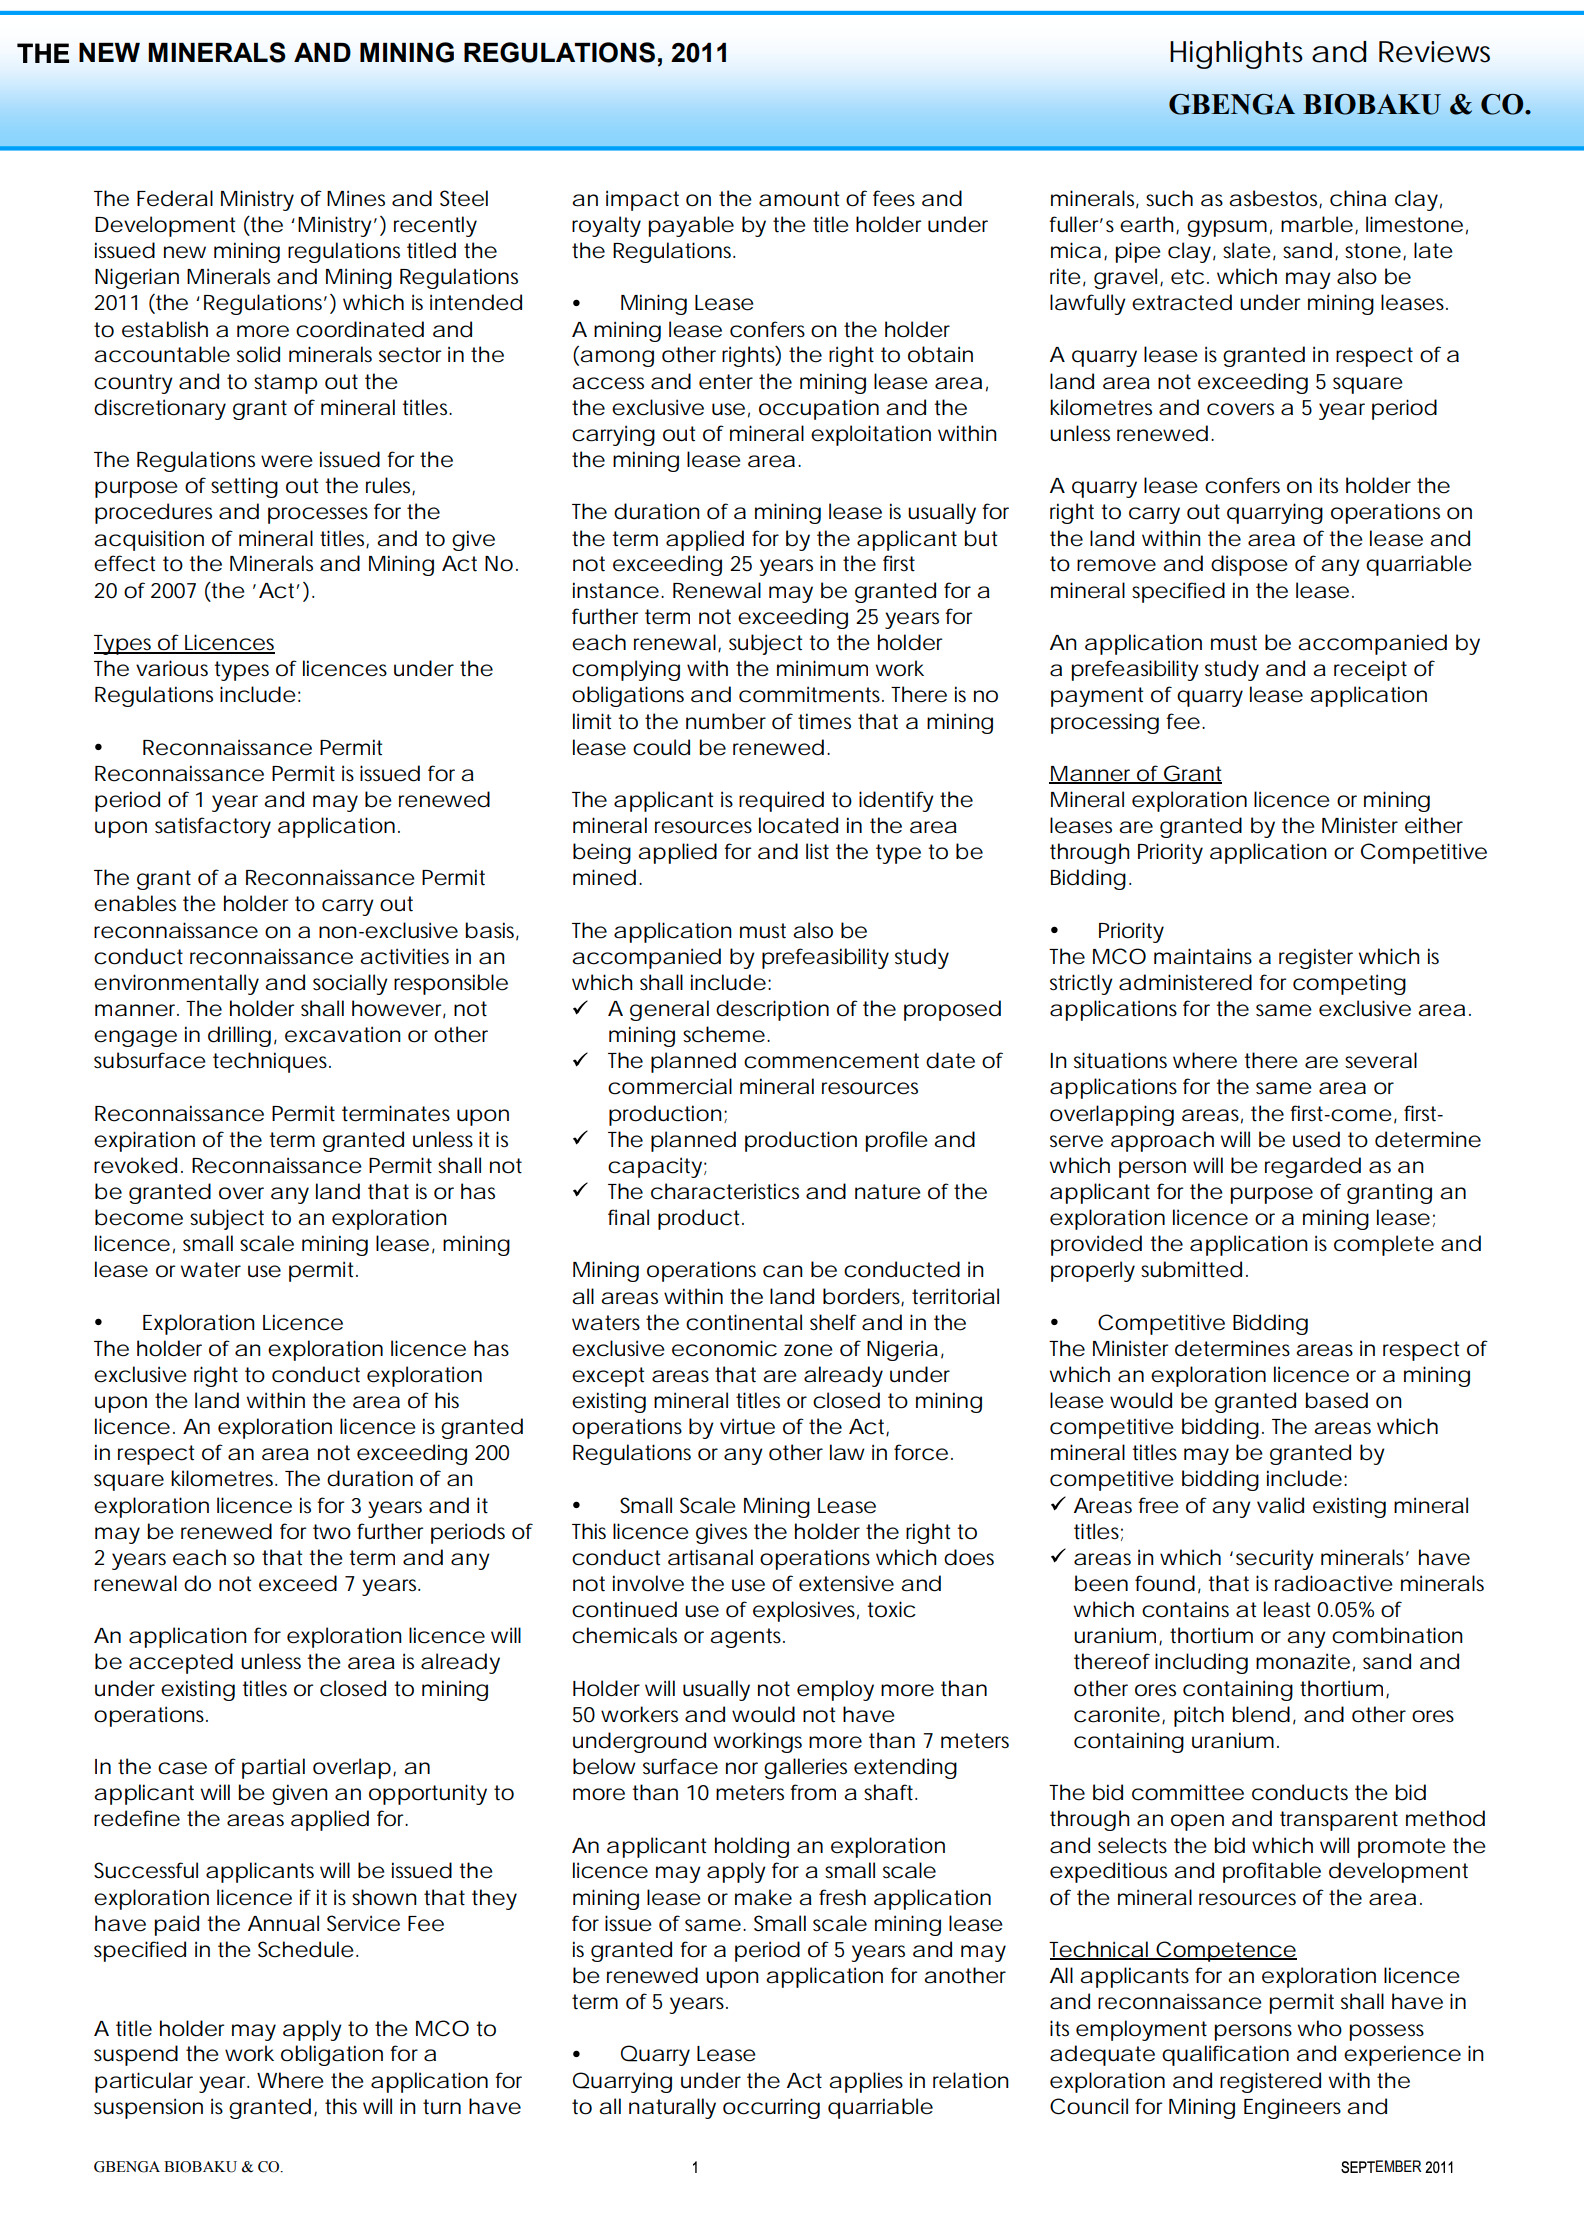 THE NEW MINERALS AND MINING REGULATIONS, 2011
Highlights and Reviews
GBENGA BIOBAKU & CO.
The Federal Ministry of Mines and Steel
Development (the ‘Ministry’) recently
issued new mining regulations titled the
Nigerian Minerals and Mining Regulations
2011 (the ‘Regulations’) which is intended
to establish a more coordinated and
accountable solid minerals sector in the
country and to stamp out the
discretionary grant of mineral titles.
The Regulations were issued for the
purpose of setting out the rules,
procedures and processes for the
acquisition of mineral titles, and to give
effect to the Minerals and Mining Act No.
20 of 2007 (the ‘Act’).
Types of Licences
The various types of licences under the
Regulations include:
• Reconnaissance Permit
Reconnaissance Permit is issued for a
period of 1 year and may be renewed
upon satisfactory application.
The grant of a Reconnaissance Permit
enables the holder to carry out
reconnaissance on a non-exclusive basis,
conduct reconnaissance activities in an
environmentally and socially responsible
manner. The holder shall however, not
engage in drilling, excavation or other
subsurface techniques.
Reconnaissance Permit terminates upon
expiration of the term granted unless it is
revoked. Reconnaissance Permit shall not
be granted over any land that is or has
become subject to an exploration
licence, small scale mining lease, mining
lease or water use permit.
• Exploration Licence
The holder of an exploration licence has
exclusive right to conduct exploration
upon the land within the area of his
licence. An exploration licence is granted
in respect of an area not exceeding 200
square kilometres. The duration of an
exploration licence is for 3 years and it
may be renewed for two further periods of
2 years each so that the term and any
renewal do not exceed 7 years.
An application for exploration licence will
be accepted unless the area is already
under existing titles or closed to mining
operations.
In the case of partial overlap, an
applicant will be given an opportunity to
redefine the areas applied for.
Successful applicants will be issued the
exploration licence if it is shown that they
have paid the Annual Service Fee
specified in the Schedule.
A title holder may apply to the MCO to
suspend the work obligation for a
particular year. Where the application for
suspension is granted, this will in turn have
an impact on the amount of fees and
royalty payable by the title holder under
the Regulations.
• Mining Lease
A mining lease confers on the holder
(among other rights) the right to obtain
access and enter the mining lease area,
the exclusive use, occupation and the
carrying out of mineral exploitation within
the mining lease area.
The duration of a mining lease is usually for
the term applied for by the applicant but
not exceeding 25 years in the first
instance. Renewal may be granted for a
further term not exceeding 25 years for
each renewal, subject to the holder
complying with the minimum work
obligations and commitments. There is no
limit to the number of times that a mining
lease could be renewed.
The applicant is required to identify the
mineral resources located in the area
being applied for and list the type to be
mined.
The application must also be
accompanied by prefeasibility study
which shall include:
✓ A general description of the proposed
mining scheme.
✓ The planned commencement date of
commercial mineral resources
production;
✓ The planned production profile and
capacity;
✓ The characteristics and nature of the
final product.
Mining operations can be conducted in
all areas within the land borders, territorial
waters the continental shelf and in the
exclusive economic zone of Nigeria,
except areas that are already under
existing mineral titles or closed to mining
operations by virtue of the Act,
Regulations or any other law in force.
• Small Scale Mining Lease
This licence gives the holder the right to
conduct artisanal operations which does
not involve the use of extensive and
continued use of explosives, toxic
chemicals or agents.
Holder will usually not employ more than
50 workers and would not have
underground workings more than 7 meters
below surface nor galleries extending
more than 10 meters from a shaft.
An applicant holding an exploration
licence may apply for a small scale
mining lease or make a fresh application
for issue of same. Small scale mining lease
is granted for a period of 5 years and may
be renewed upon application for another
term of 5 years.
• Quarry Lease
Quarrying under the Act applies in relation
to all naturally occurring quarriable
minerals, such as asbestos, china clay,
fuller’s earth, gypsum, marble, limestone,
mica, pipe clay, slate, sand, stone, late
rite, gravel, etc. which may also be
lawfully extracted under mining leases.
A quarry lease is granted in respect of a
land area not exceeding 5 square
kilometres and covers a 5 year period
unless renewed.
A quarry lease confers on its holder the
right to carry out quarrying operations on
the land within the area of the lease and
to remove and dispose of any quarriable
mineral specified in the lease.
An application must be accompanied by
a prefeasibility study and a receipt of
payment of quarry lease application
processing fee.
Manner of Grant
Mineral exploration licence or mining
leases are granted by the Minister either
through Priority application or Competitive
Bidding.
• Priority
The MCO maintains a register which is
strictly administered for competing
applications for the same exclusive area.
In situations where there are several
applications for the same area or
overlapping areas, the first-come, first-
serve approach will be used to determine
which person will be regarded as an
applicant for the purpose of granting an
exploration licence or a mining lease;
provided the application is complete and
properly submitted.
• Competitive Bidding
The Minister determines areas in respect of
which an exploration licence or a mining
lease would be granted based on
competitive bidding. The areas which
mineral titles may be granted by
competitive bidding include:
✓ Areas free of any valid existing mineral
titles;
✓ areas in which ‘security minerals’ have
been found, that is radioactive minerals
which contains at least 0.05% of
uranium, thortium or any combination
thereof including monazite, sand and
other ores containing thortium,
caronite, pitch blend, and other ores
containing uranium.
The bid committee conducts the bid
through an open and transparent method
and selects the bid which will promote the
expeditious and profitable development
of the mineral resources of the area.
Technical Competence
All applicants for an exploration licence
and reconnaissance permit shall have in
its employment persons who possess
adequate qualification and experience in
exploration and registered with the
Council for Mining Engineers and
GBENGA BIOBAKU & CO.
1
SEPTEMBER 2011